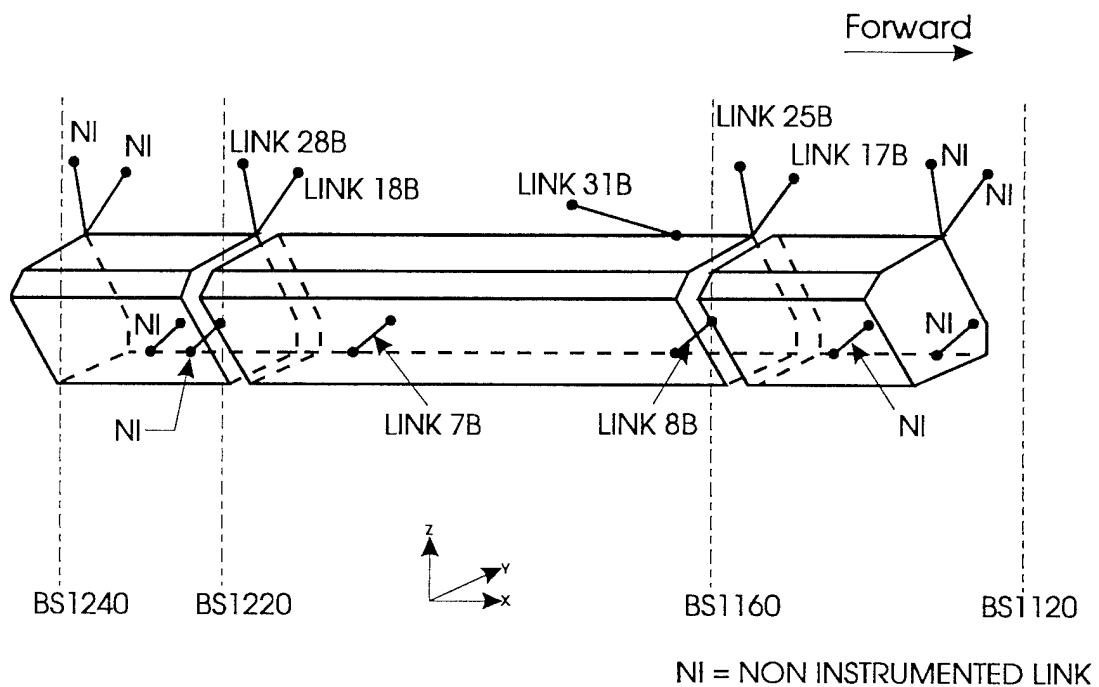 Forward
NI
NI
LINK 28B
LINK 18B
LINK 31B
LINK 25B
LINK 17B
NI
NI
NI
NI
LINK 7B
LINK 8B
NI
NI
Z
Y
X
BS1240
BS1220
BS1160
BS1120
NI = NON INSTRUMENTED LINK